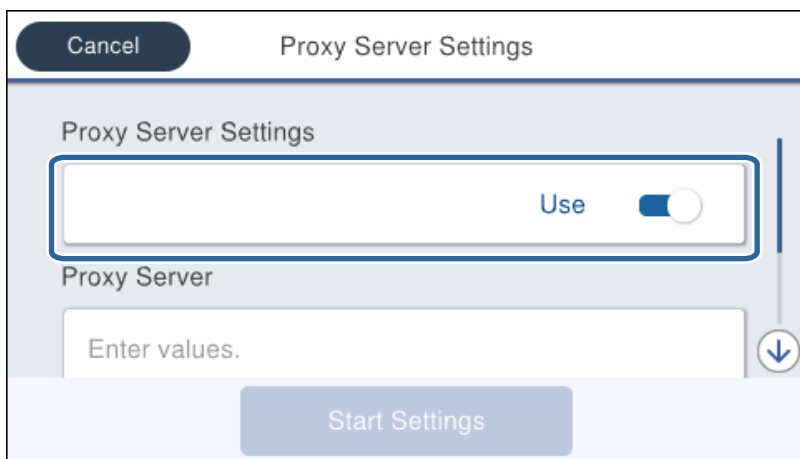 Cancel
Proxy Server Settings
Proxy Server Settings
Use
Proxy Server
Enter values.
Start Settings